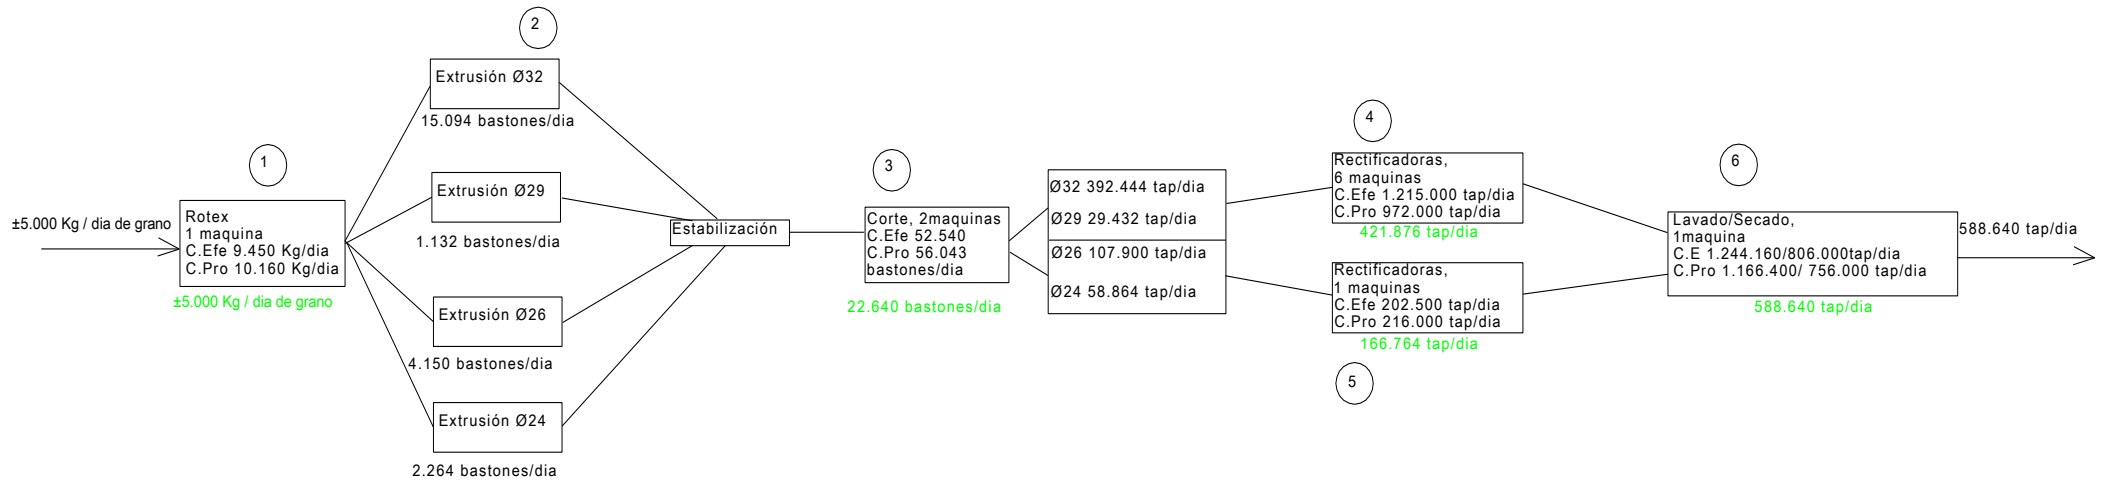 ±5.000 Kg / dia de grano
1
Rotex
1 maquina
C.Efe 9.450 Kg/dia
C.Pro 10.160 Kg/dia
±5.000 Kg / dia de grano
2
Extrusión Ø32
15.094 bastones/dia
Extrusión Ø29
1.132 bastones/dia
Extrusión Ø26
4.150 bastones/dia
Extrusión Ø24
2.264 bastones/dia
Estabilización
3
Corte, 2maquinas
C.Efe 52.540
C.Pro 56.043
bastones/dia
22.640 bastones/dia
Ø32 392.444 tap/dia
Ø29 29.432 tap/dia
Ø26 107.900 tap/dia
Ø24 58.864 tap/dia
4
Rectificadoras,
6 maquinas
C.Efe 1.215.000 tap/dia
C.Pro 972.000 tap/dia
421.876 tap/dia
Rectificadoras,
1 maquinas
C.Efe 202.500 tap/dia
C.Pro 216.000 tap/dia
166.764 tap/dia
5
6
Lavado/Secado,
1maquina
C.E 1.244.160/806.000tap/dia
C.Pro 1.166.400/ 756.000 tap/dia
588.640 tap/dia
588.640 tap/dia